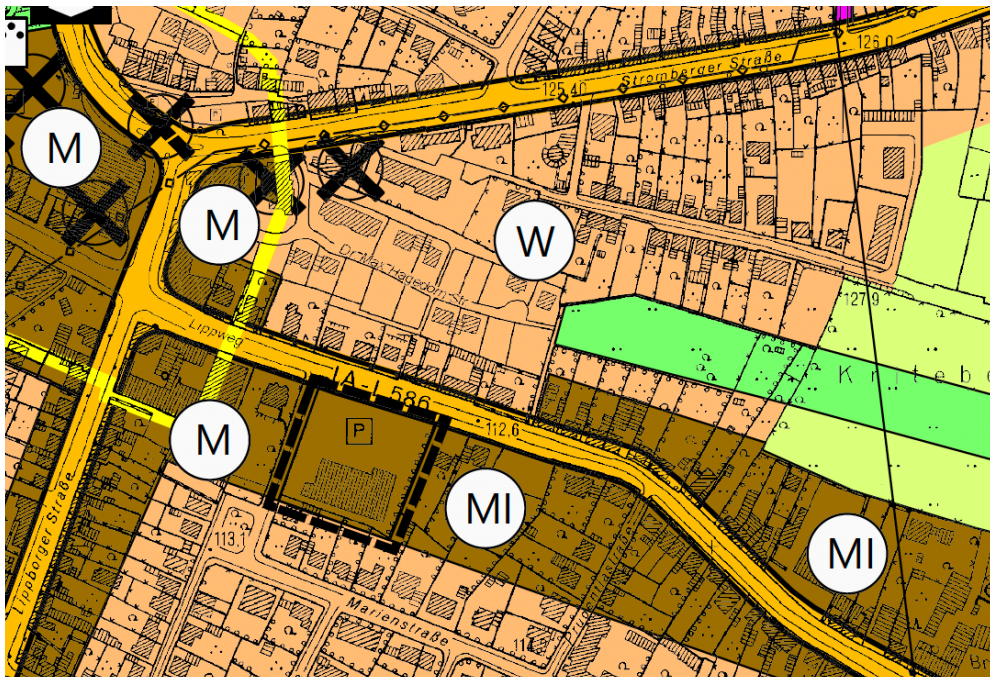 126,0
Stromberger Straße
125,40
M
M
W
Dr.-Max-Hagedorn-Str.
127,9
Lippweg
LA-L 586
P
112,6
M
MI
MI
Lippborger Straße
113,1
Marienstraße